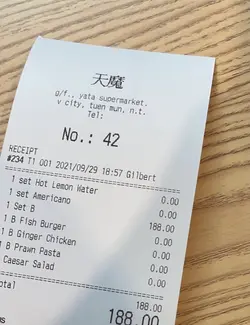 天魔
g/f., yata supermarket.
v city, tuen mun, n.t.
Tel:
No.: 42
RECEIPT
#234 T1 001 2021/09/29 18:57 Gilbert
1 set Hot Lemon Water 0.00
1 set Americano 0.00
1 Set B 188.00
1 B Fish Burger 0.00
1 B Ginger Chicken 0.00
1 B Prawn Pasta 0.00
Caesar Salad 0.00
188.00
188.00